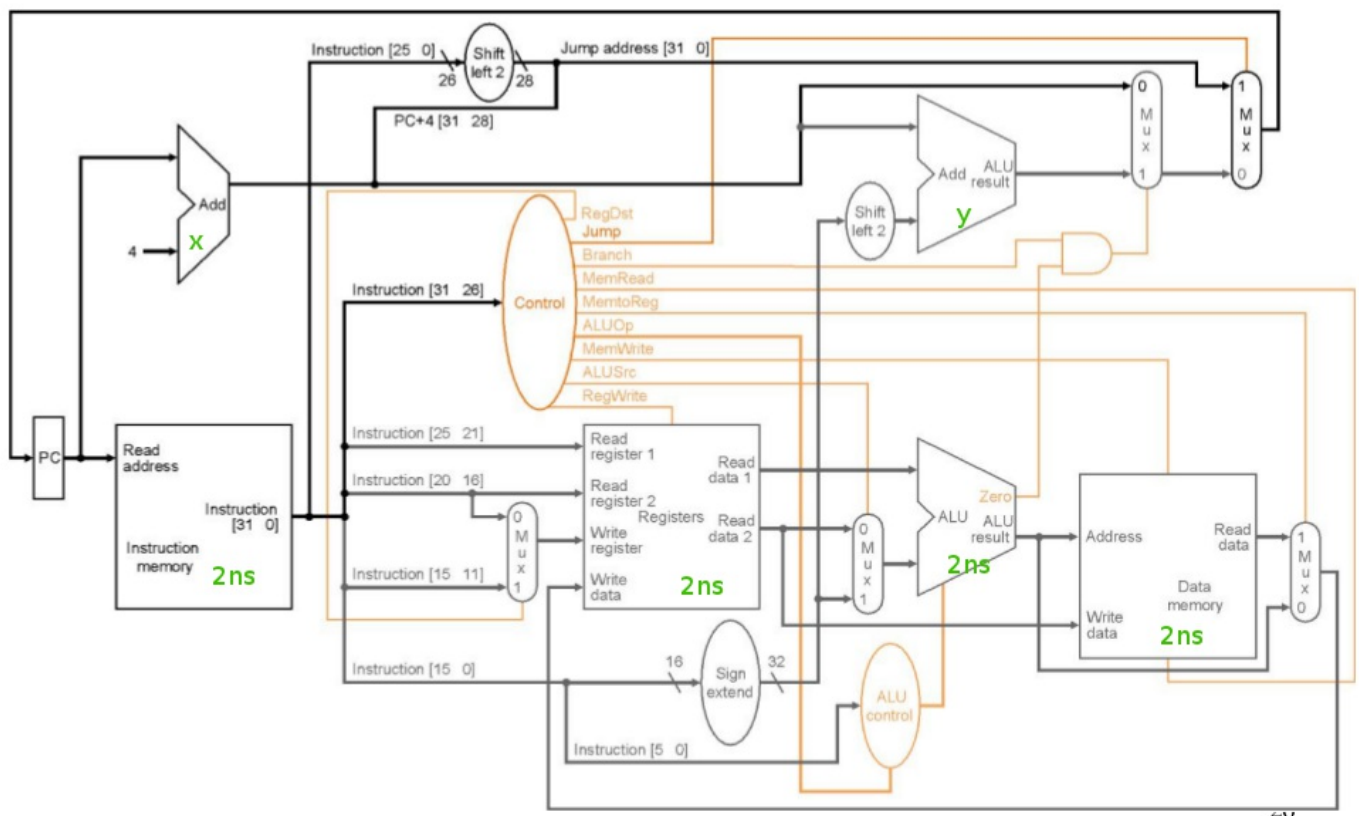 Instruction [25 0]
26
Shift
left 2
28
Jump address [31 0]
PC+4 [31 28]
Add
x
4
Add
ALU
result
y
Shift
left 2
0
M
u
x
1
1
M
u
x
0
RegDst
Jump
Branch
MemRead
MemtoReg
ALUOp
MemWrite
ALUSrc
RegWrite
Instruction [31 26]
Control
PC
Read
address
Instruction
[31 0]
Instruction
memory
2ns
Instruction [25 21]
Instruction [20 16]
Instruction [15 11]
Instruction [15 0]
Instruction [5 0]
0
M
u
x
1
Read
register 1
Read
register 2
Write
register
Write
data
Registers
Read
data 1
Read
data 2
2ns
0
M
u
x
1
Zero
ALU
ALU
result
2ns
Address
Read
data
Data
memory
Write
data
2ns
1
M
u
x
0
16
Sign
extend
32
ALU
control